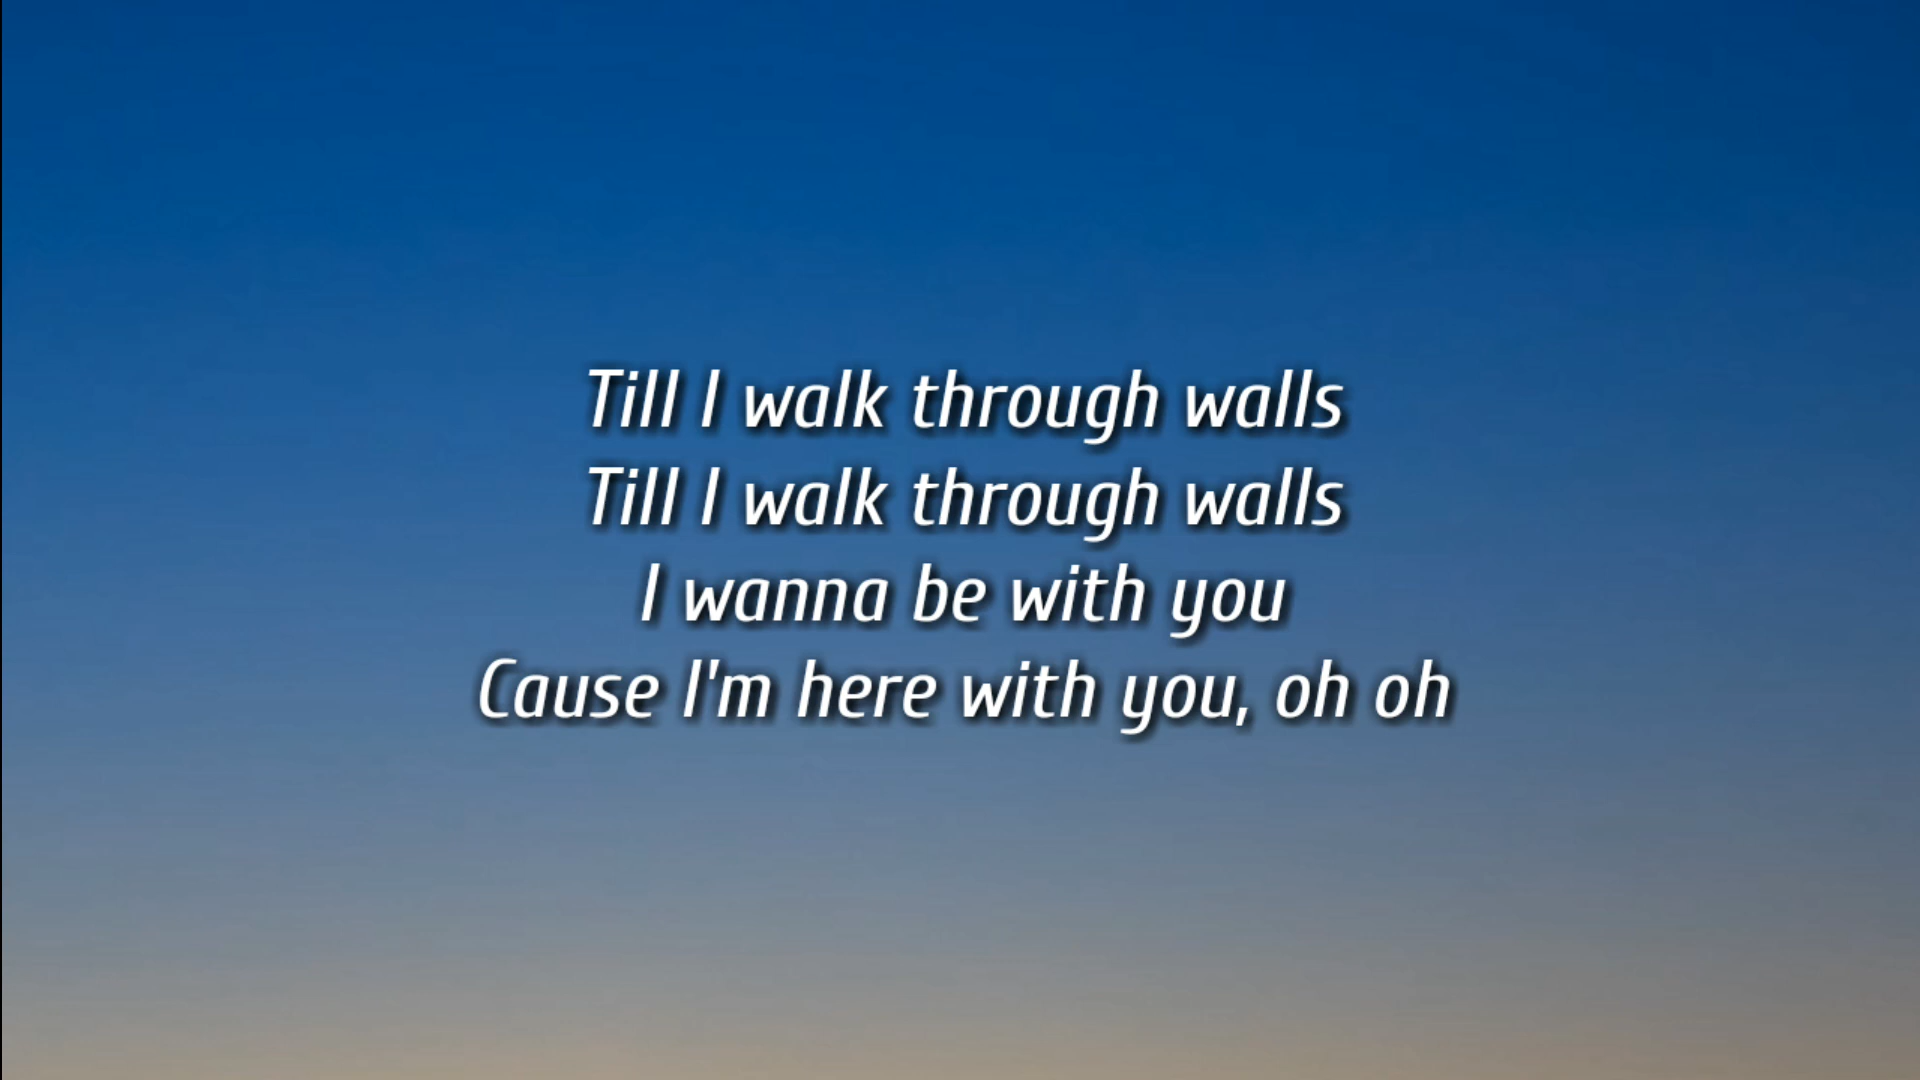 Till I walk through walls
Till I walk through walls
I wanna be with you
Cause I'm here with you, oh oh